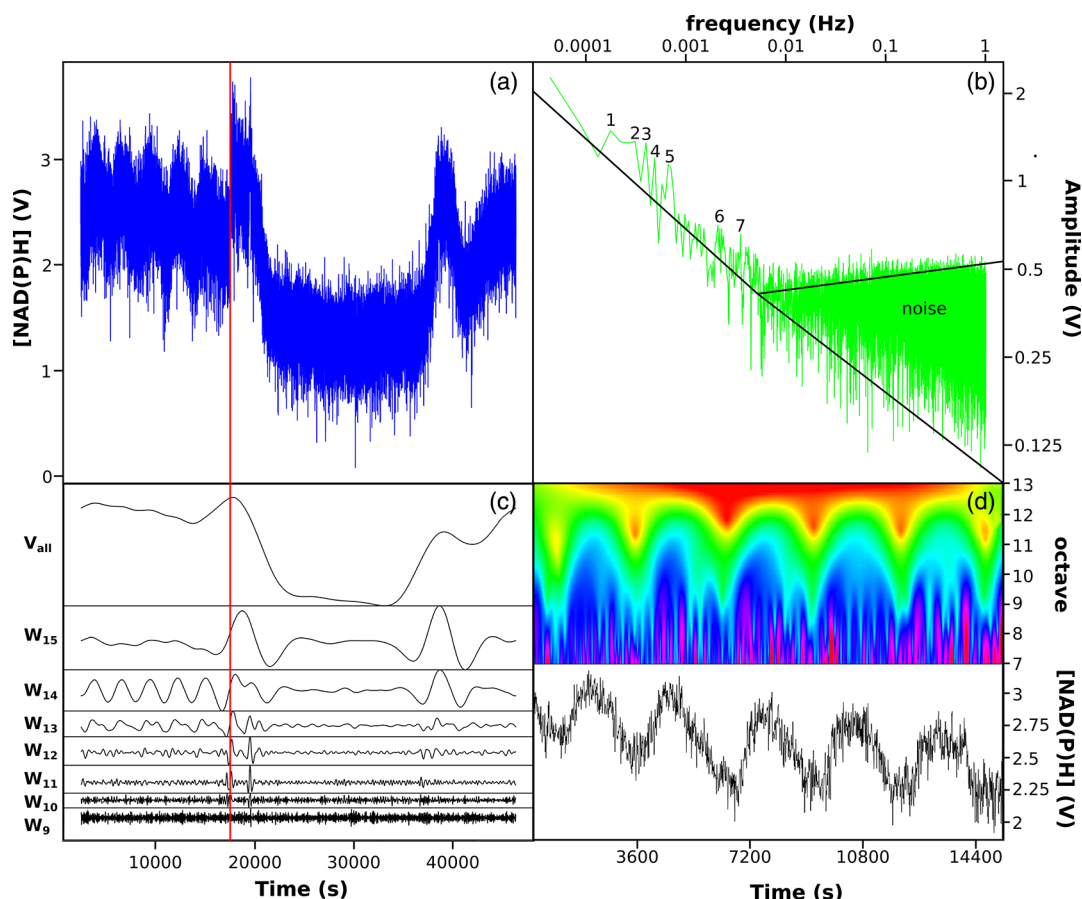 frequency (Hz)
0.0001 0.001 0.01 0.1 1
(a)
(b)
[NAD(P)H] (V)
3
2
1
0
1 2 3 4 5 6 7
noise
2
1
0.5
0.25
0.125
Amplitude (V)
(c)
Vall
W15
W14
W13
W12
W11
W10
W9
10000 20000 30000 40000
Time (s)
(d)
13
12
11
10
9
8
7
octave
3
2.75
2.5
2.25
2
[NAD(P)H] (V)
3600 7200 10800 14400
Time (s)